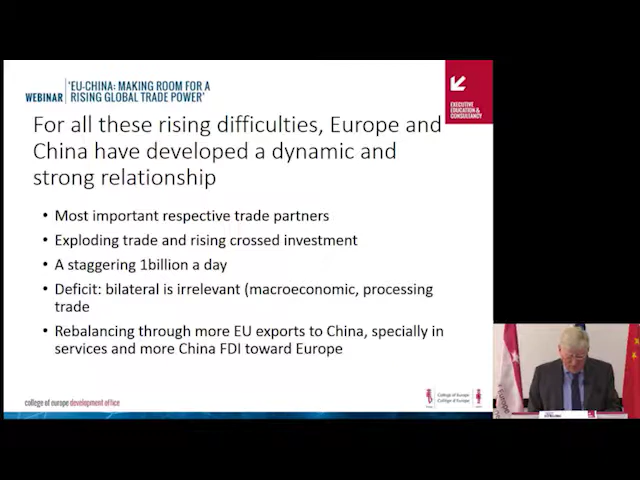 WEBINAR
'EU-CHINA: MAKING ROOM FOR A
RISING GLOBAL TRADE POWER'
EXECUTIVE
EDUCATION &
CONSULTANCY
For all these rising difficulties, Europe and
China have developed a dynamic and
strong relationship
• Most important respective trade partners
• Exploding trade and rising crossed investment
• A staggering 1billion a day
• Deficit: bilateral is irrelevant (macroeconomic, processing
trade
• Rebalancing through more EU exports to China, specially in
services and more China FDI toward Europe
college of europe development office
College of Europe
Collège d'Europe